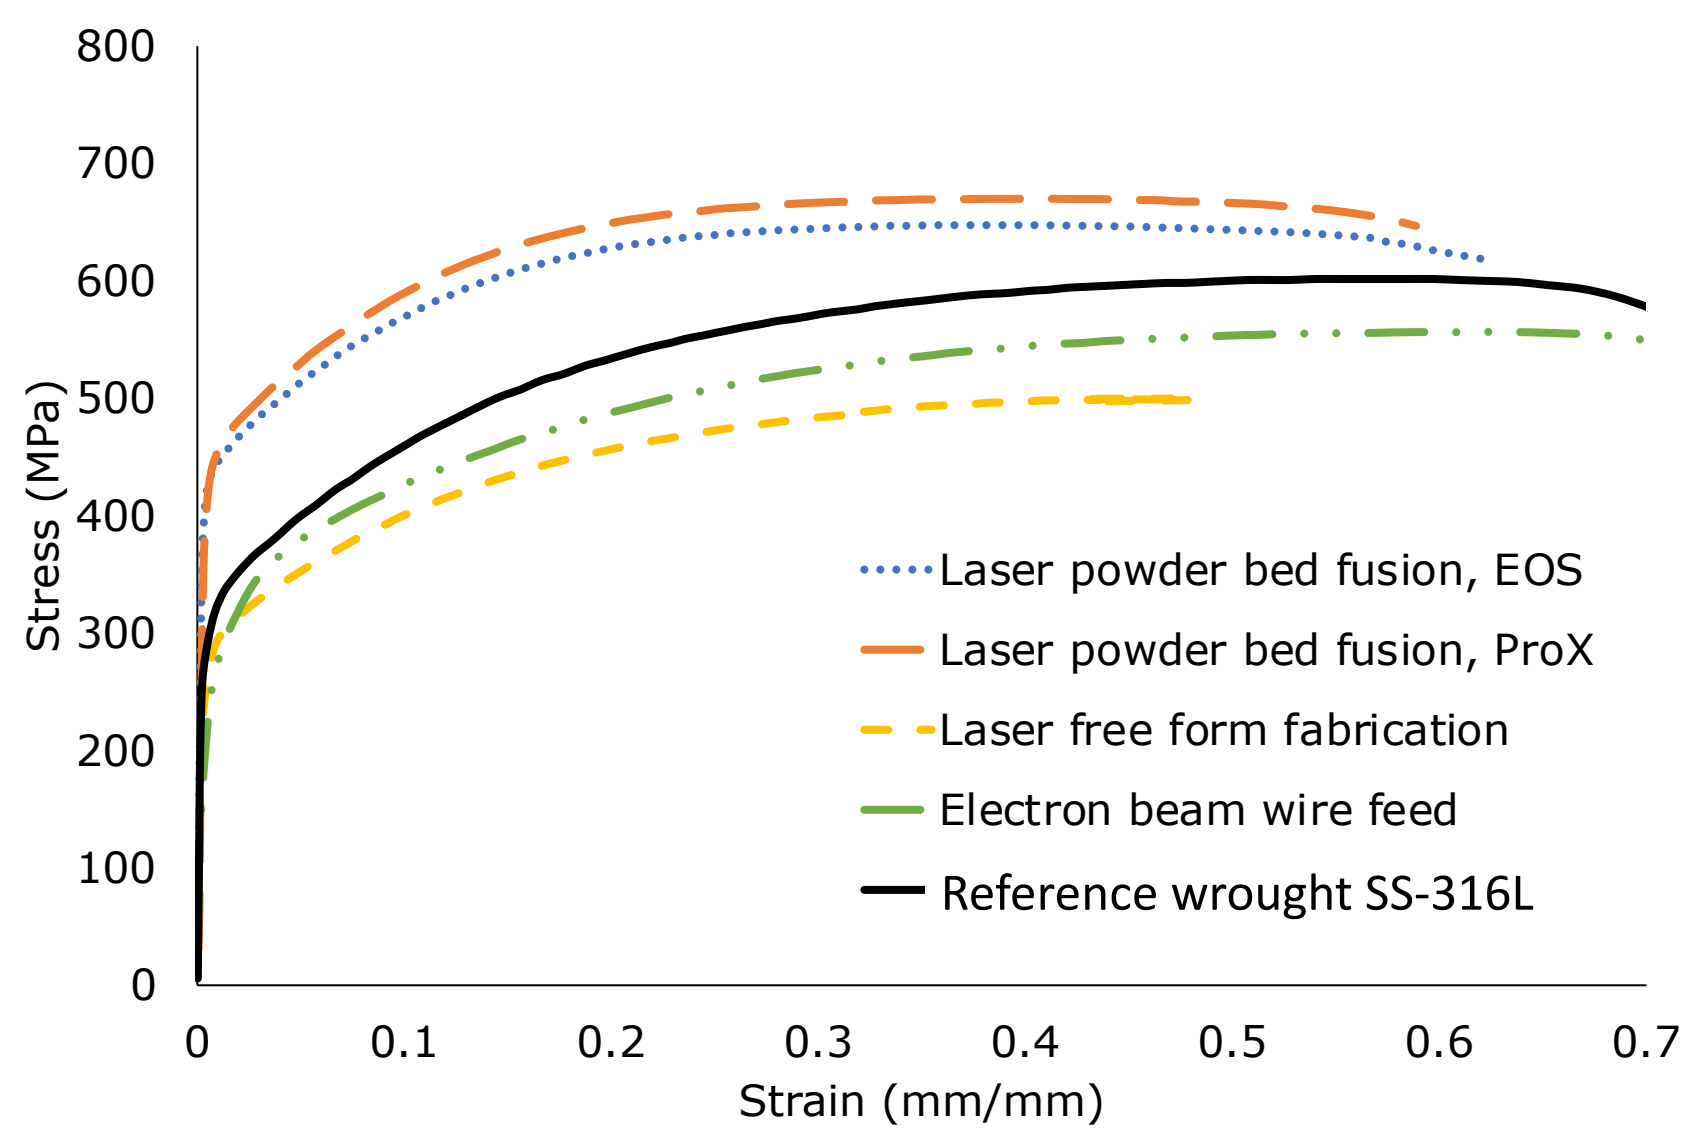 800
700
600
500
400
300
200
100
0
Stress (MPa)
Laser powder bed fusion, EOS
Laser powder bed fusion, ProX
Laser free form fabrication
Electron beam wire feed
Reference wrought SS-316L
0 0.1 0.2 0.3 0.4 0.5 0.6 0.7
Strain (mm/mm)